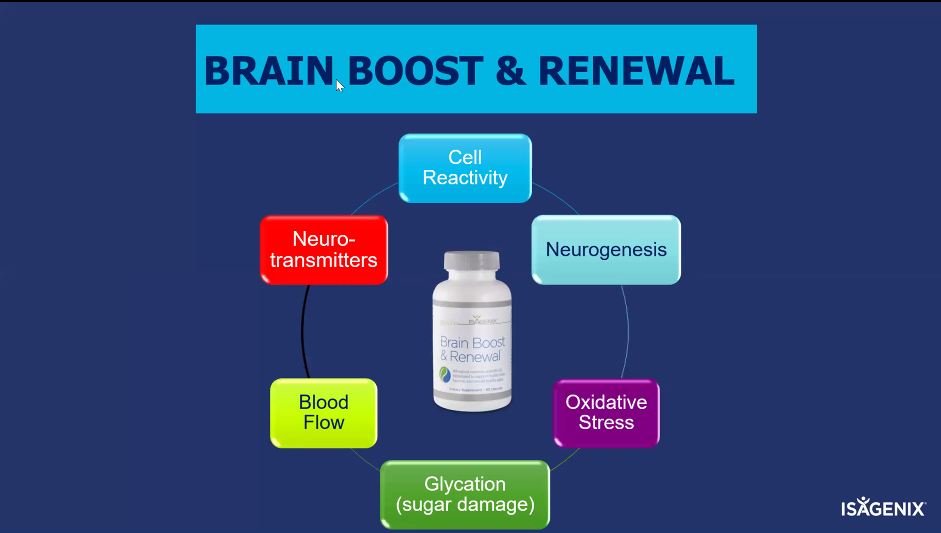 BRAIN BOOST & RENEWAL
Cell
Reactivity
Neuro-
transmitters
Neurogenesis
ISAGENIX
Brain Boost
& Renewal
Blood
Flow
Oxidative
Stress
Glycation
(sugar damage)
ISAGENIX